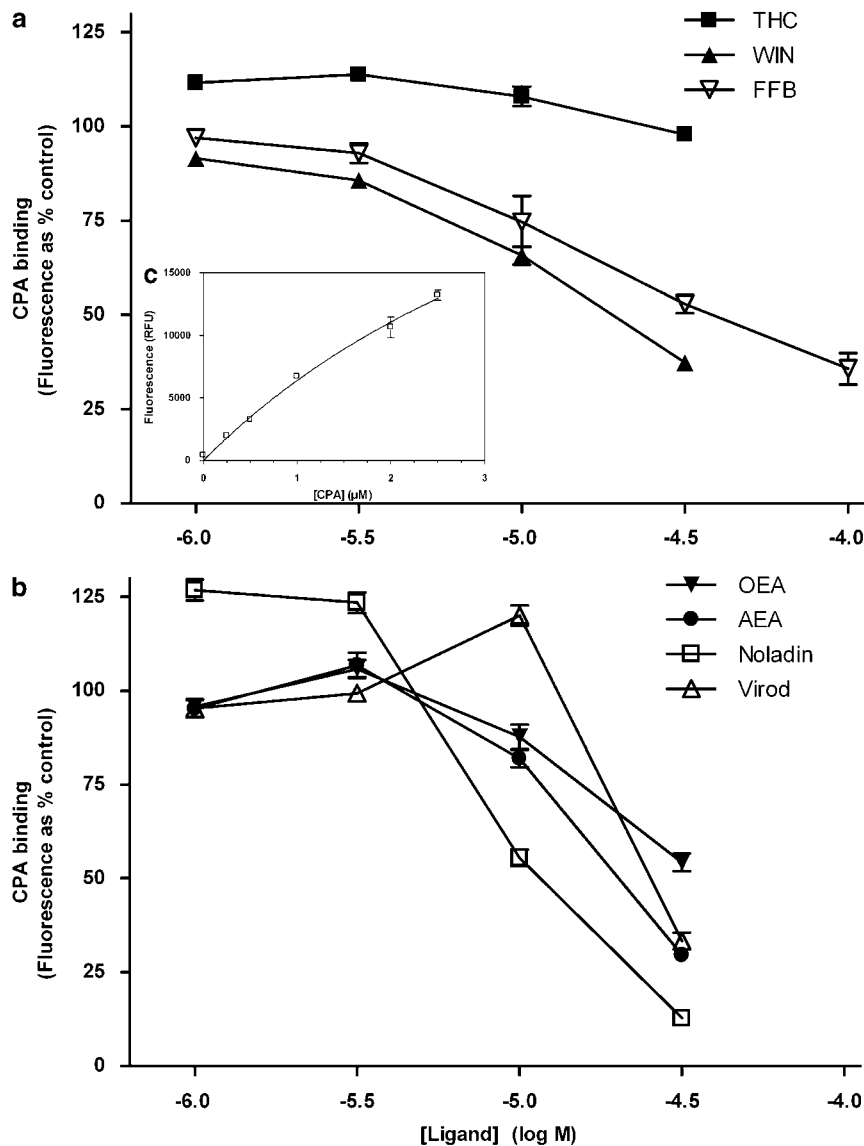 a
THC
WIN
FFB
CPA binding
(Fluorescence as % control)
125
100
75
50
25
0
-6.0 -5.5 -5.0 -4.5 -4.0
c
Fluorescence (RFU)
15000
10000
5000
0
0 1 2 3
[CPA] (µM)
b
OEA
AEA
Noladin
Virod
CPA binding
(Fluorescence as % control)
125
100
75
50
25
0
-6.0 -5.5 -5.0 -4.5 -4.0
[Ligand] (log M)